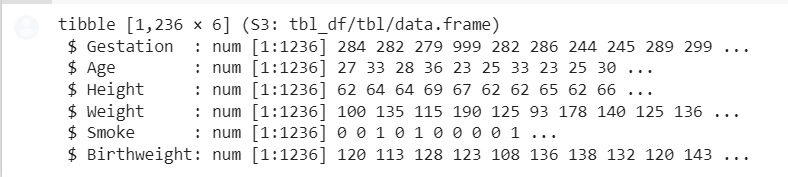 tibble [1,236 × 6] (S3: tbl_df/tbl/data.frame)
$ Gestation  : num [1:1236] 284 282 279 999 282 286 244 245 289 299 ...
$ Age        : num [1:1236] 27 33 28 36 23 25 33 23 25 30 ...
$ Height     : num [1:1236] 62 64 64 69 67 62 62 65 62 66 ...
$ Weight     : num [1:1236] 100 135 115 190 125 93 178 140 125 136 ...
$ Smoke      : num [1:1236] 0 0 1 0 1 0 0 0 0 1 ...
$ Birthweight: num [1:1236] 120 113 128 123 108 136 138 132 120 143 ...